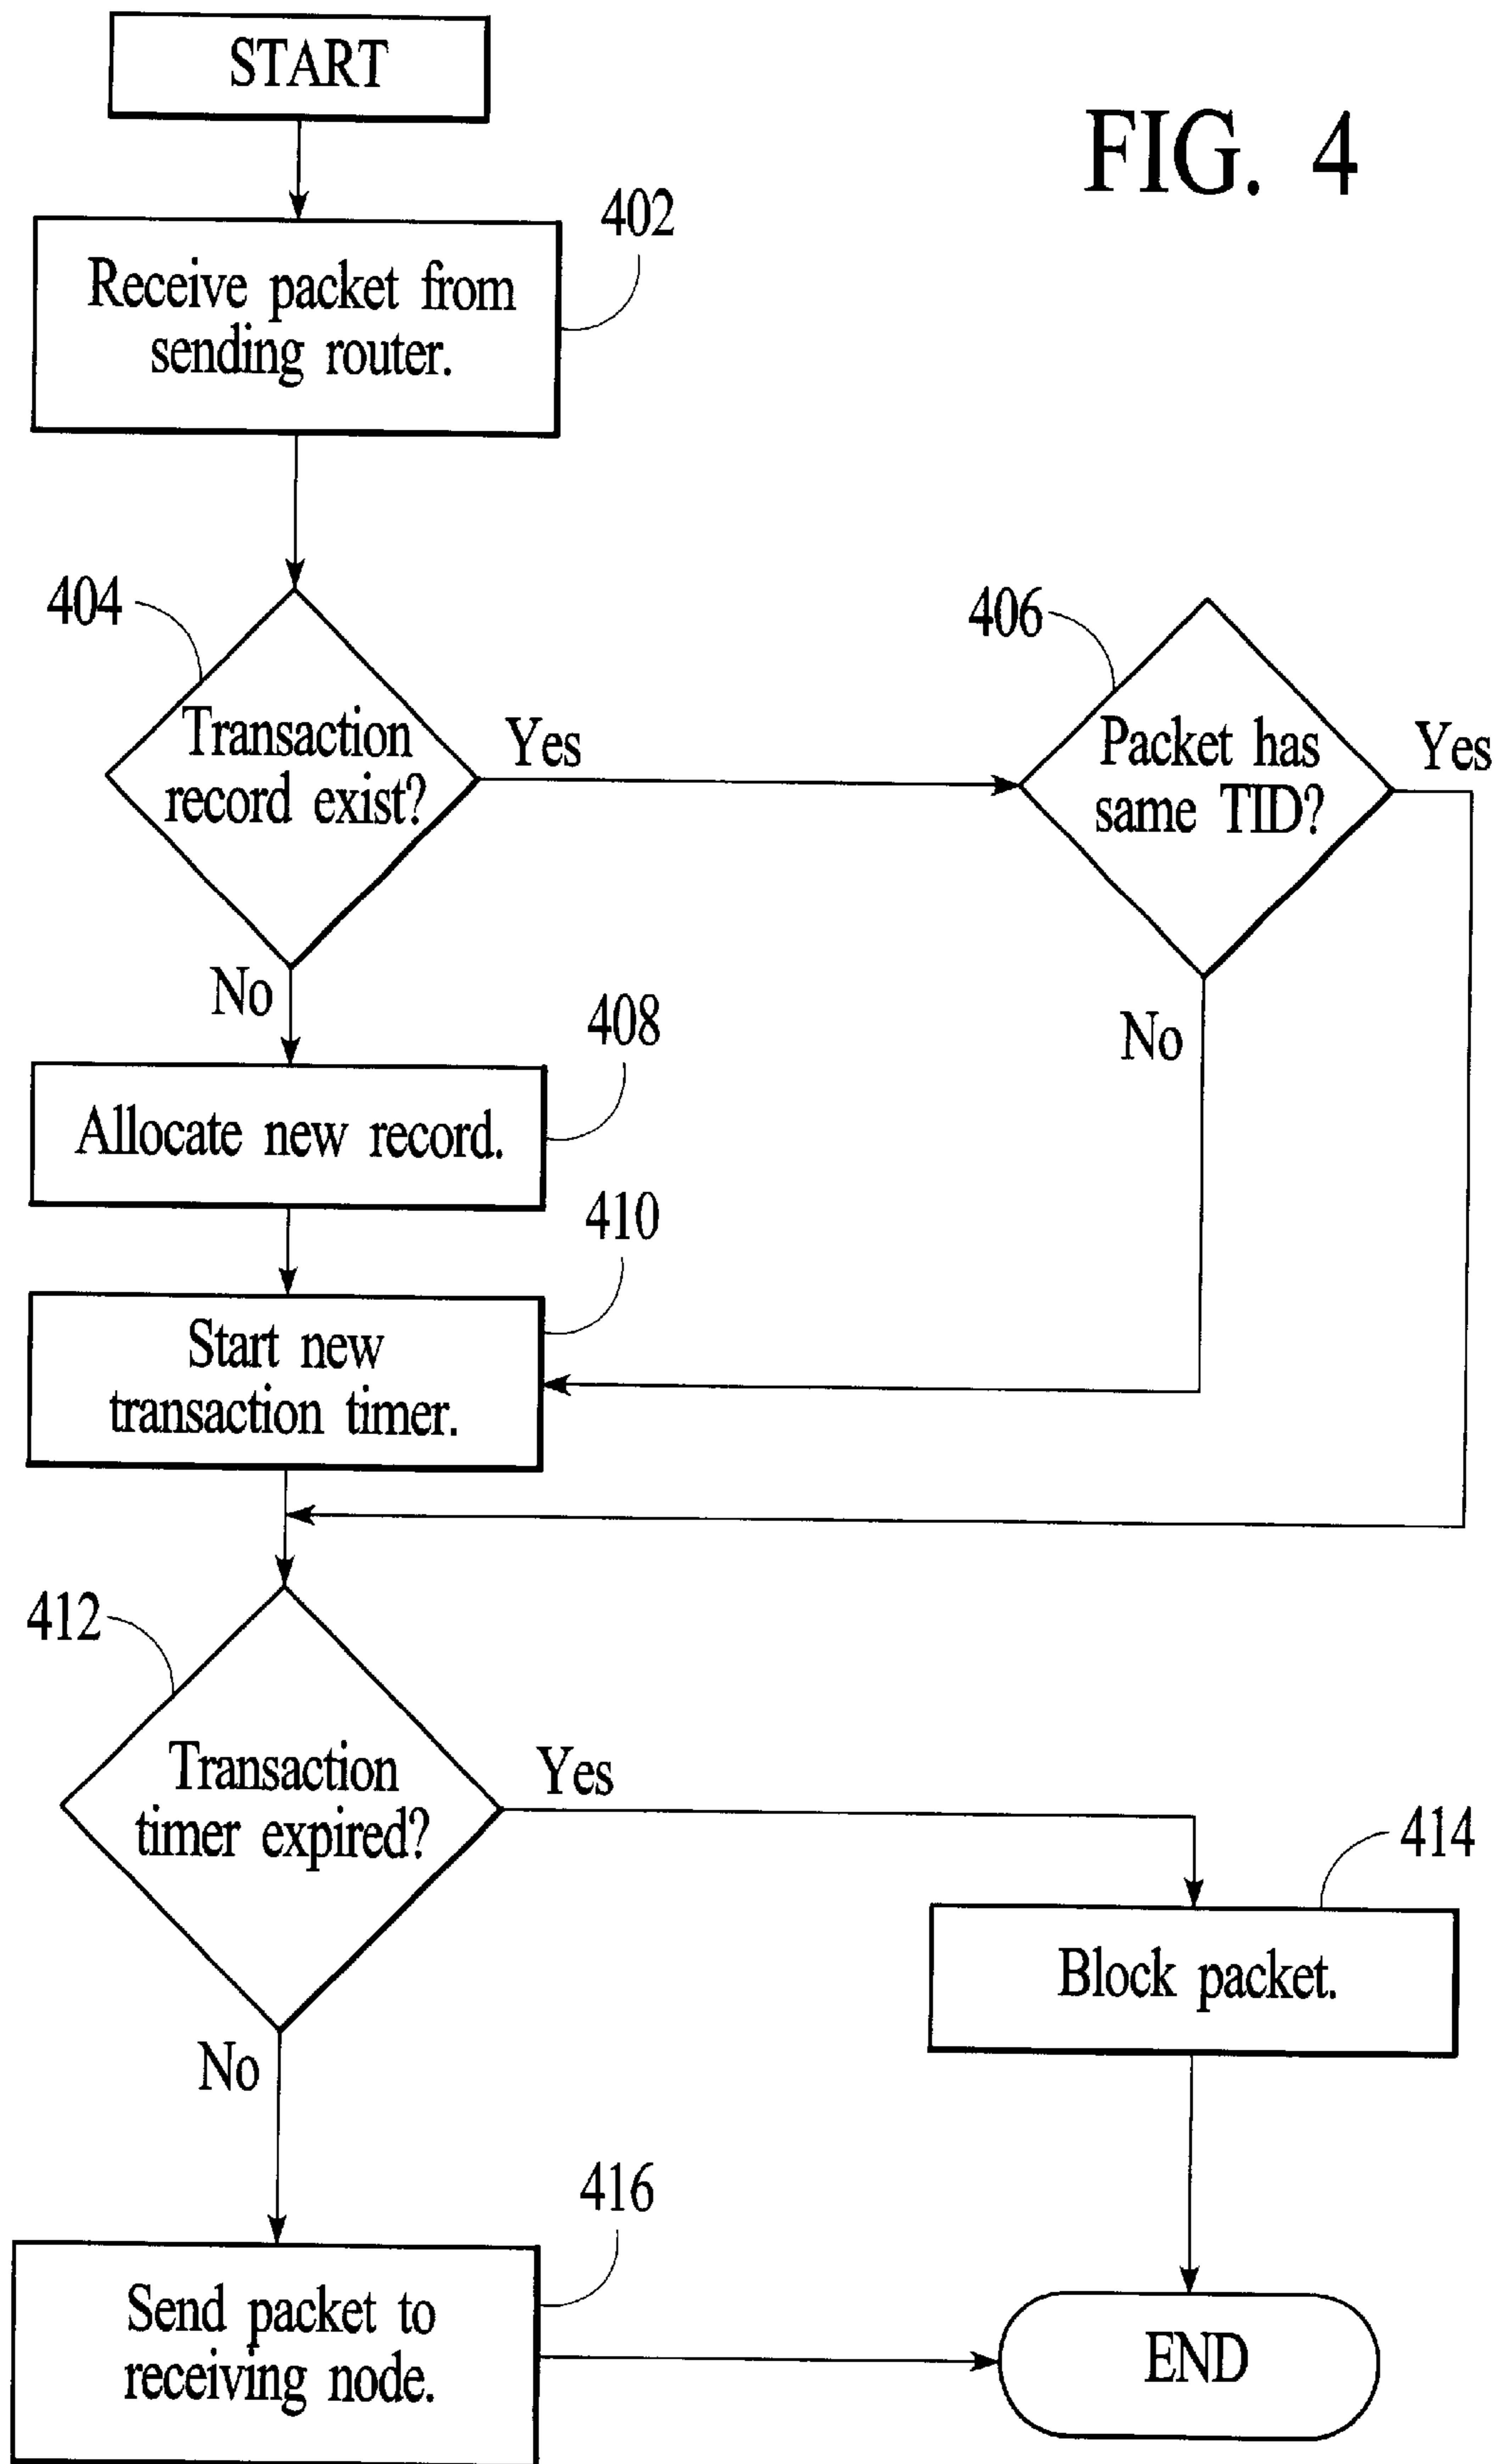 START
FIG. 4
402
Receive packet from
sending router.
404
Transaction
record exist?
Yes
406
Packet has
same TID?
Yes
No
No
408
Allocate new record.
410
Start new
transaction timer.
412
Transaction
timer expired?
Yes
414
Block packet.
No
416
Send packet to
receiving node.
END